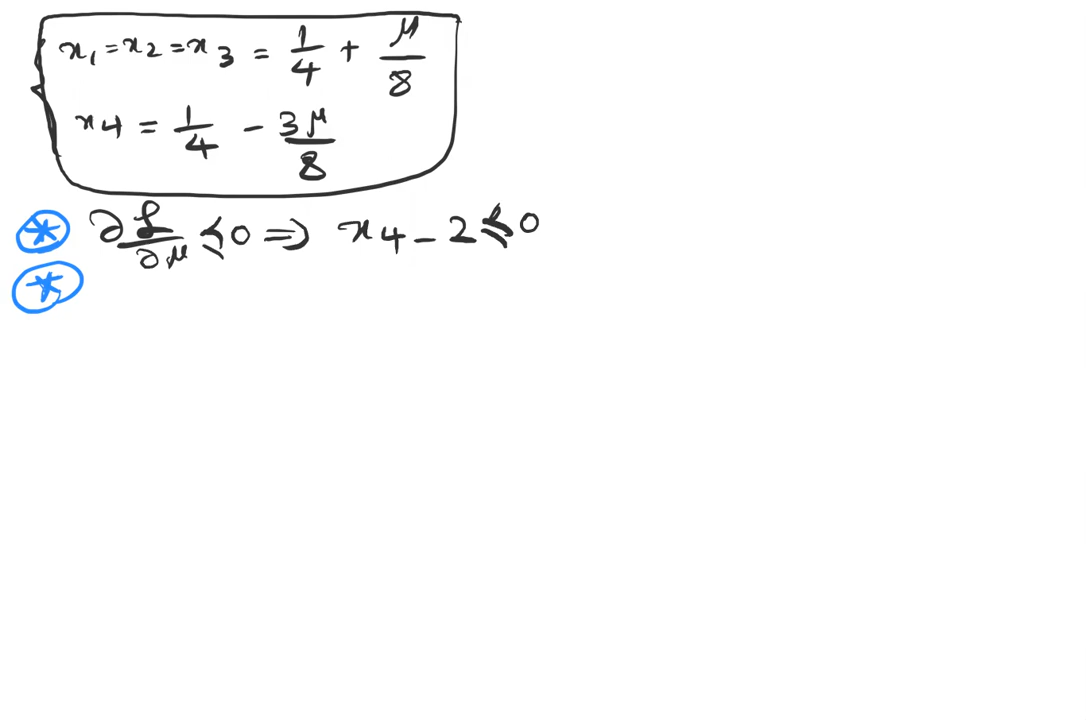 x₁ = x₂ = x₃ = 1/4 + μ/8
x₄ = 1/4 - 3μ/8
* ∂ℒ/∂μ ≤ 0 ⇒ x₄ - 2 ≤ 0
*